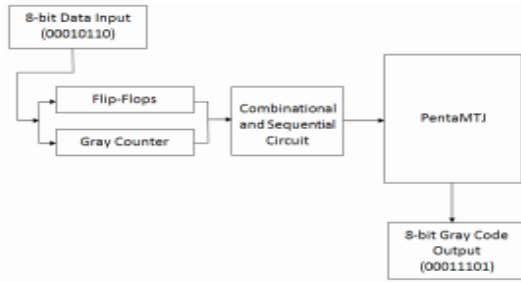 8-bit Data Input
(00010110)
Flip-Flops
Gray Counter
Combinational
and Sequential
Circuit
PentaMTJ
8-bit Gray Code
Output
(00011101)